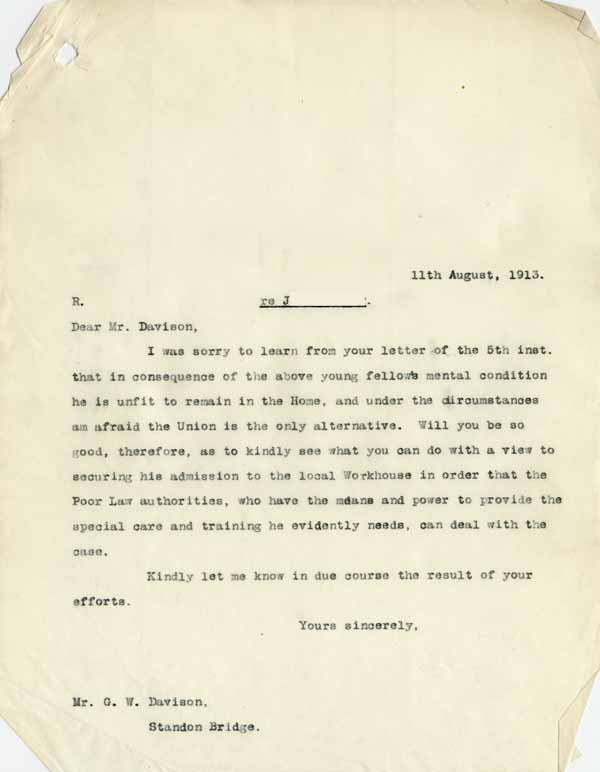 11th August, 1913.
R. re J .
Dear Mr. Davison,
I was sorry to learn from your letter of the 5th inst.
that in consequence of the above young fellow's mental condition
he is unfit to remain in the Home, and under the circumstances
am afraid the Union is the only alternative. Will you be so
good, therefore, as to kindly see what you can do with a view to
securing his admission to the local Workhouse in order that the
Poor Law authorities, who have the means and power to provide the
special care and training he evidently needs, can deal with the
case.
Kindly let me know in due course the result of your
efforts.
Yours sincerely,
Mr. G. W. Davison,
Standon Bridge.